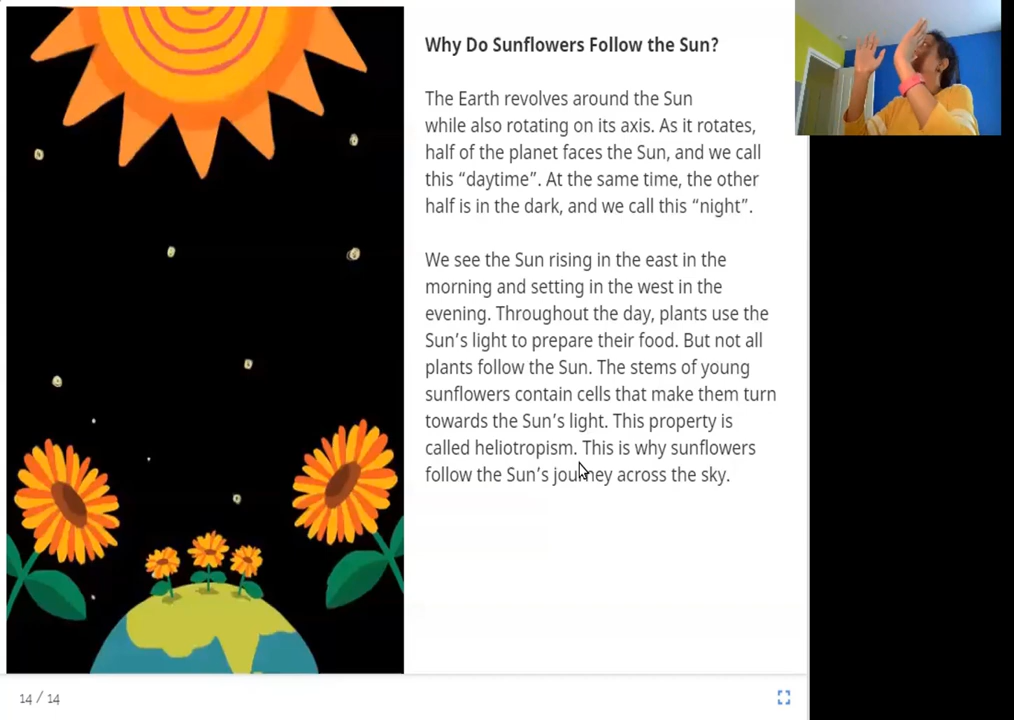 Why Do Sunflowers Follow the Sun?
The Earth revolves around the Sun
while also rotating on its axis. As it rotates,
half of the planet faces the Sun, and we call
this “daytime”. At the same time, the other
half is in the dark, and we call this “night”.
We see the Sun rising in the east in the
morning and setting in the west in the
evening. Throughout the day, plants use the
Sun’s light to prepare their food. But not all
plants follow the Sun. The stems of young
sunflowers contain cells that make them turn
towards the Sun’s light. This property is
called heliotropism. This is why sunflowers
follow the Sun’s journey across the sky.
14 / 14